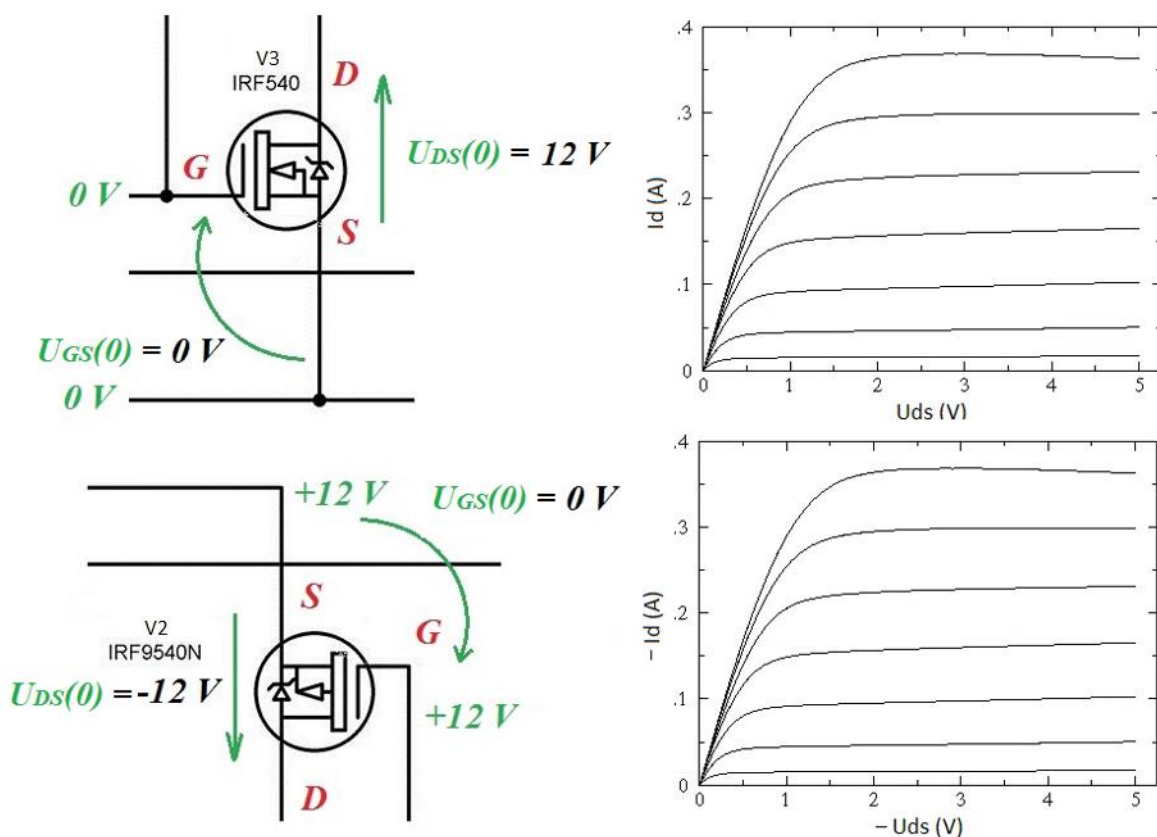 V3
IRF540
D
G
S
0 V
UDS(0) = 12 V
UGS(0) = 0 V
0 V
.4
.3
.2
.1
0
Id (A)
0 1 2 3 4 5
Uds (V)
+12 V
UGS(0) = 0 V
S
G
V2
IRF9540N
UDS(0) = -12 V
+12 V
D
.4
.3
.2
.1
0
– Id (A)
0 1 2 3 4 5
– Uds (V)